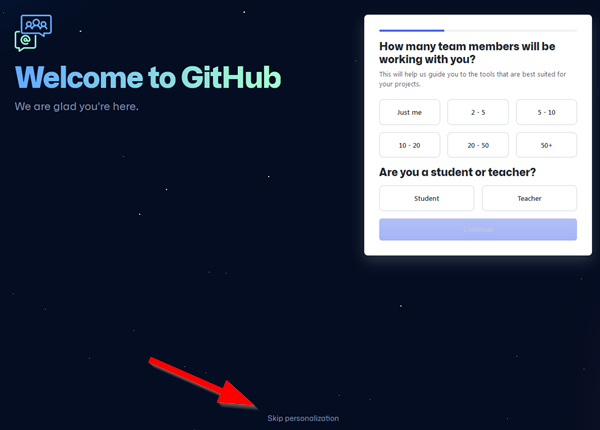 Welcome to GitHub
We are glad you're here.
How many team members will be
working with you?
This will help us guide you to the tools that are best suited for
your projects.
Just me
2 - 5
5 - 10
10 - 20
20 - 50
50+
Are you a student or teacher?
Student
Teacher
Continue
Skip personalization